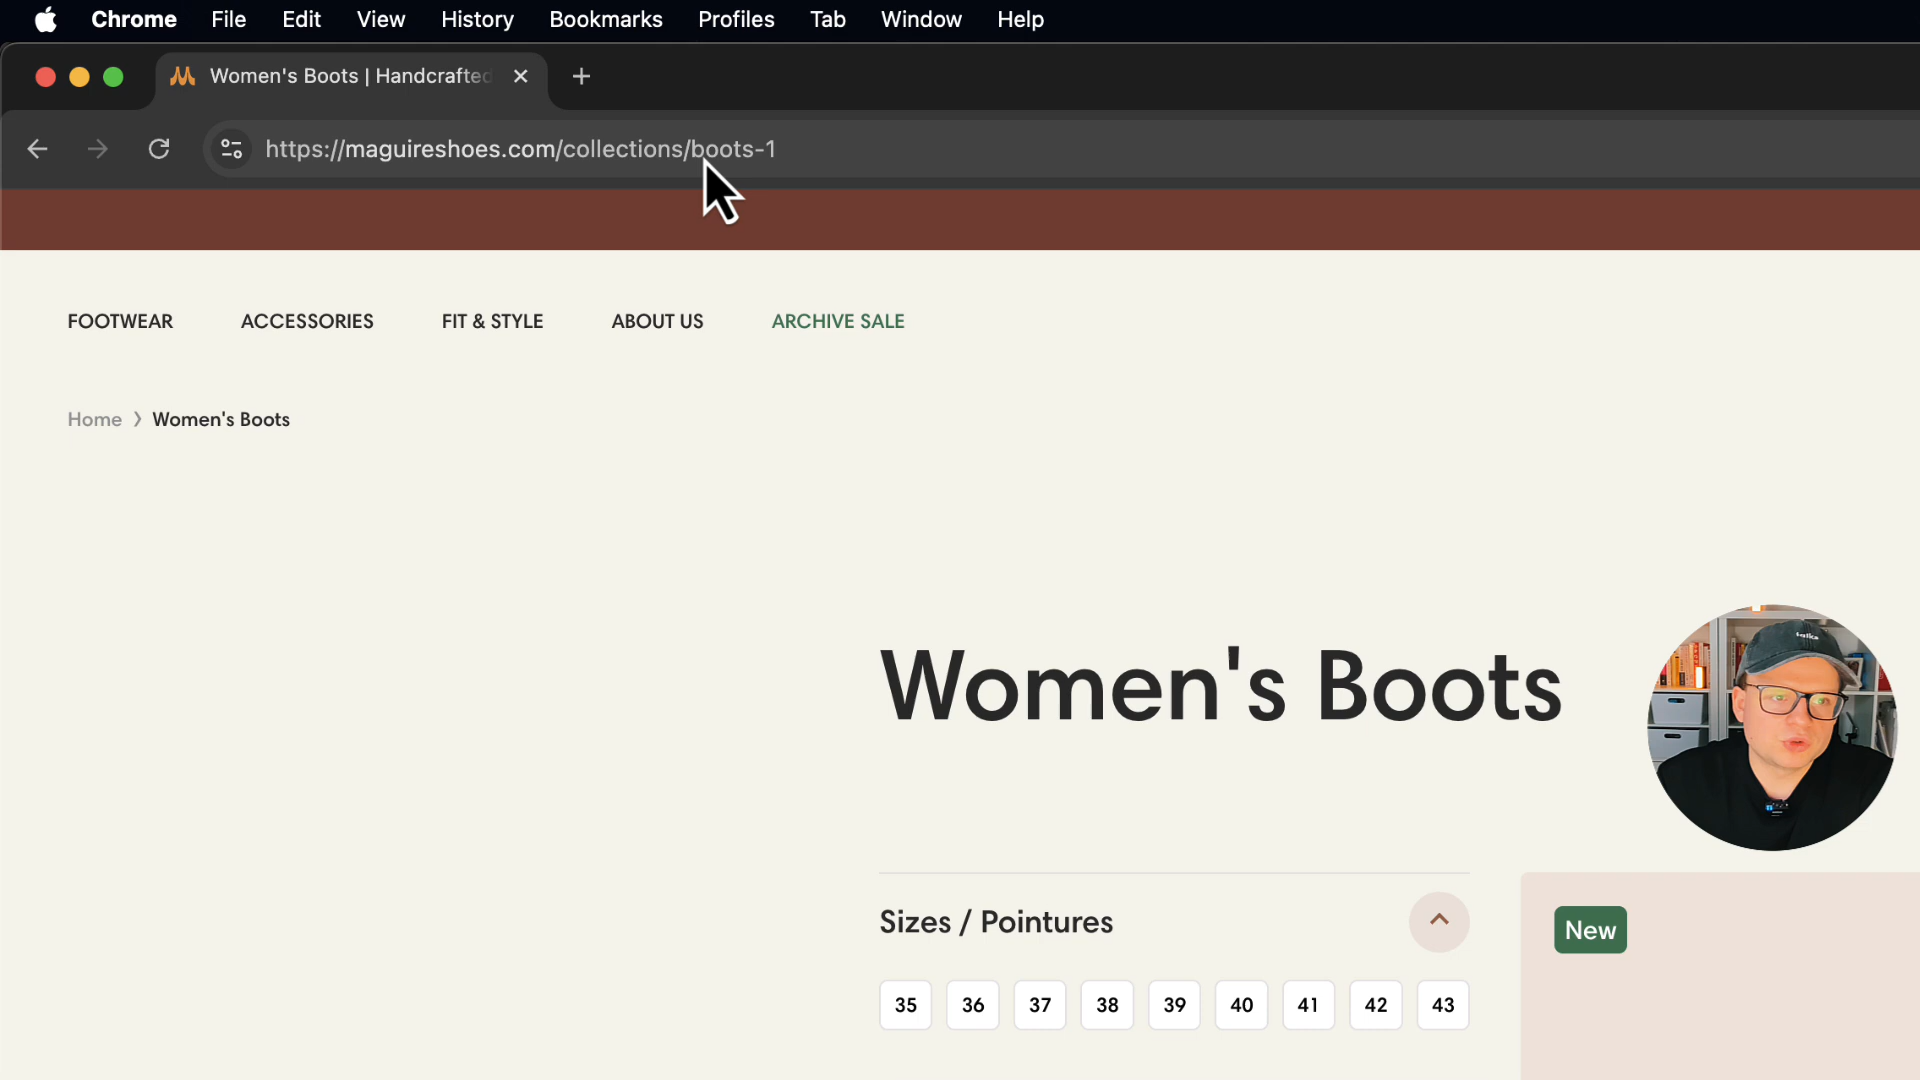 Chrome File Edit View History Bookmarks Profiles Tab Window Help
Women's Boots | Handcrafted
https://maguireshoes.com/collections/boots-1
FOOTWEAR ACCESSORIES FIT & STYLE ABOUT US ARCHIVE SALE
Home > Women's Boots
Women's Boots
Sizes / Pointures
New
35 36 37 38 39 40 41 42 43